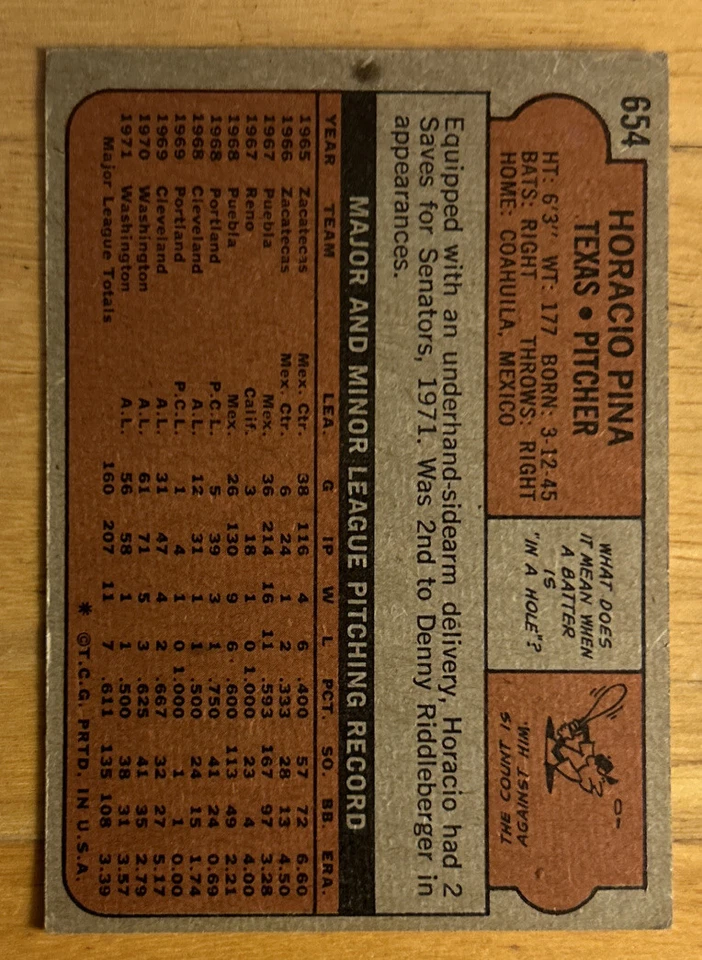 654
HORACIO PINA
TEXAS • PITCHER
HT: 6'3" WT: 177 BORN: 3-12-45
BATS: RIGHT THROWS: RIGHT
HOME: COAHUILA, MEXICO
WHAT DOES
IT MEAN WHEN
A BATTER
IS
"IN A HOLE"?
THE COUNT IS
AGAINST HIM.
Equipped with an underhand-sidearm delivery, Horacio had 2
Saves for Senators, 1971. Was 2nd to Denny Riddleberger in
appearances.
MAJOR AND MINOR LEAGUE PITCHING RECORD
YEAR TEAM LEA. G IP W L PCT. SO. BB. ERA.
1965 Zacatecas Mex. Ctr. 38 116 4 6 .400 57 72 6.60
1966 Zacatecas Mex. Ctr. 6 24 1 2 .333 28 13 4.50
1967 Puebla Mex. 36 214 16 11 .593 167 97 3.28
1967 Reno Calif. 3 18 1 0 1.000 23 4 4.00
1968 Puebla Mex. 26 130 9 6 .600 113 49 2.21
1968 Portland P.C.L. 5 39 3 1 .750 41 24 0.69
1968 Cleveland A.L. 12 31 1 1 .500 24 15 1.74
1969 Portland P.C.L. 1 4 1 0 1.000 1 1 0.00
1969 Cleveland A.L. 31 47 4 2 .667 32 27 5.17
1970 Washington A.L. 61 71 5 3 .625 41 35 2.79
1971 Washington A.L. 56 58 1 1 .500 38 31 3.57
Major League Totals 160 207 11 7 .611 135 108 3.39
* ©T.C.G. PRTD. IN U.S.A.